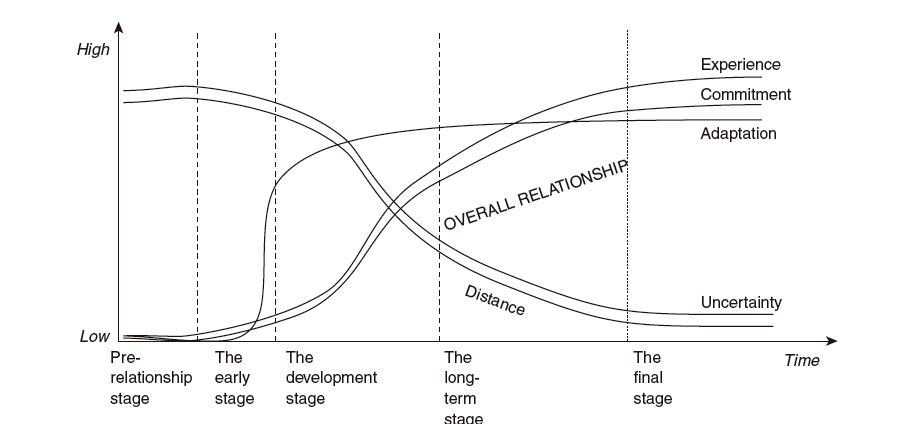 High
Experience
Commitment
Adaptation
OVERALL RELATIONSHIP
Distance
Uncertainty
Low
Time
Pre-
relationship
stage
The
early
stage
The
development
stage
The
long-
term
stage
The
final
stage